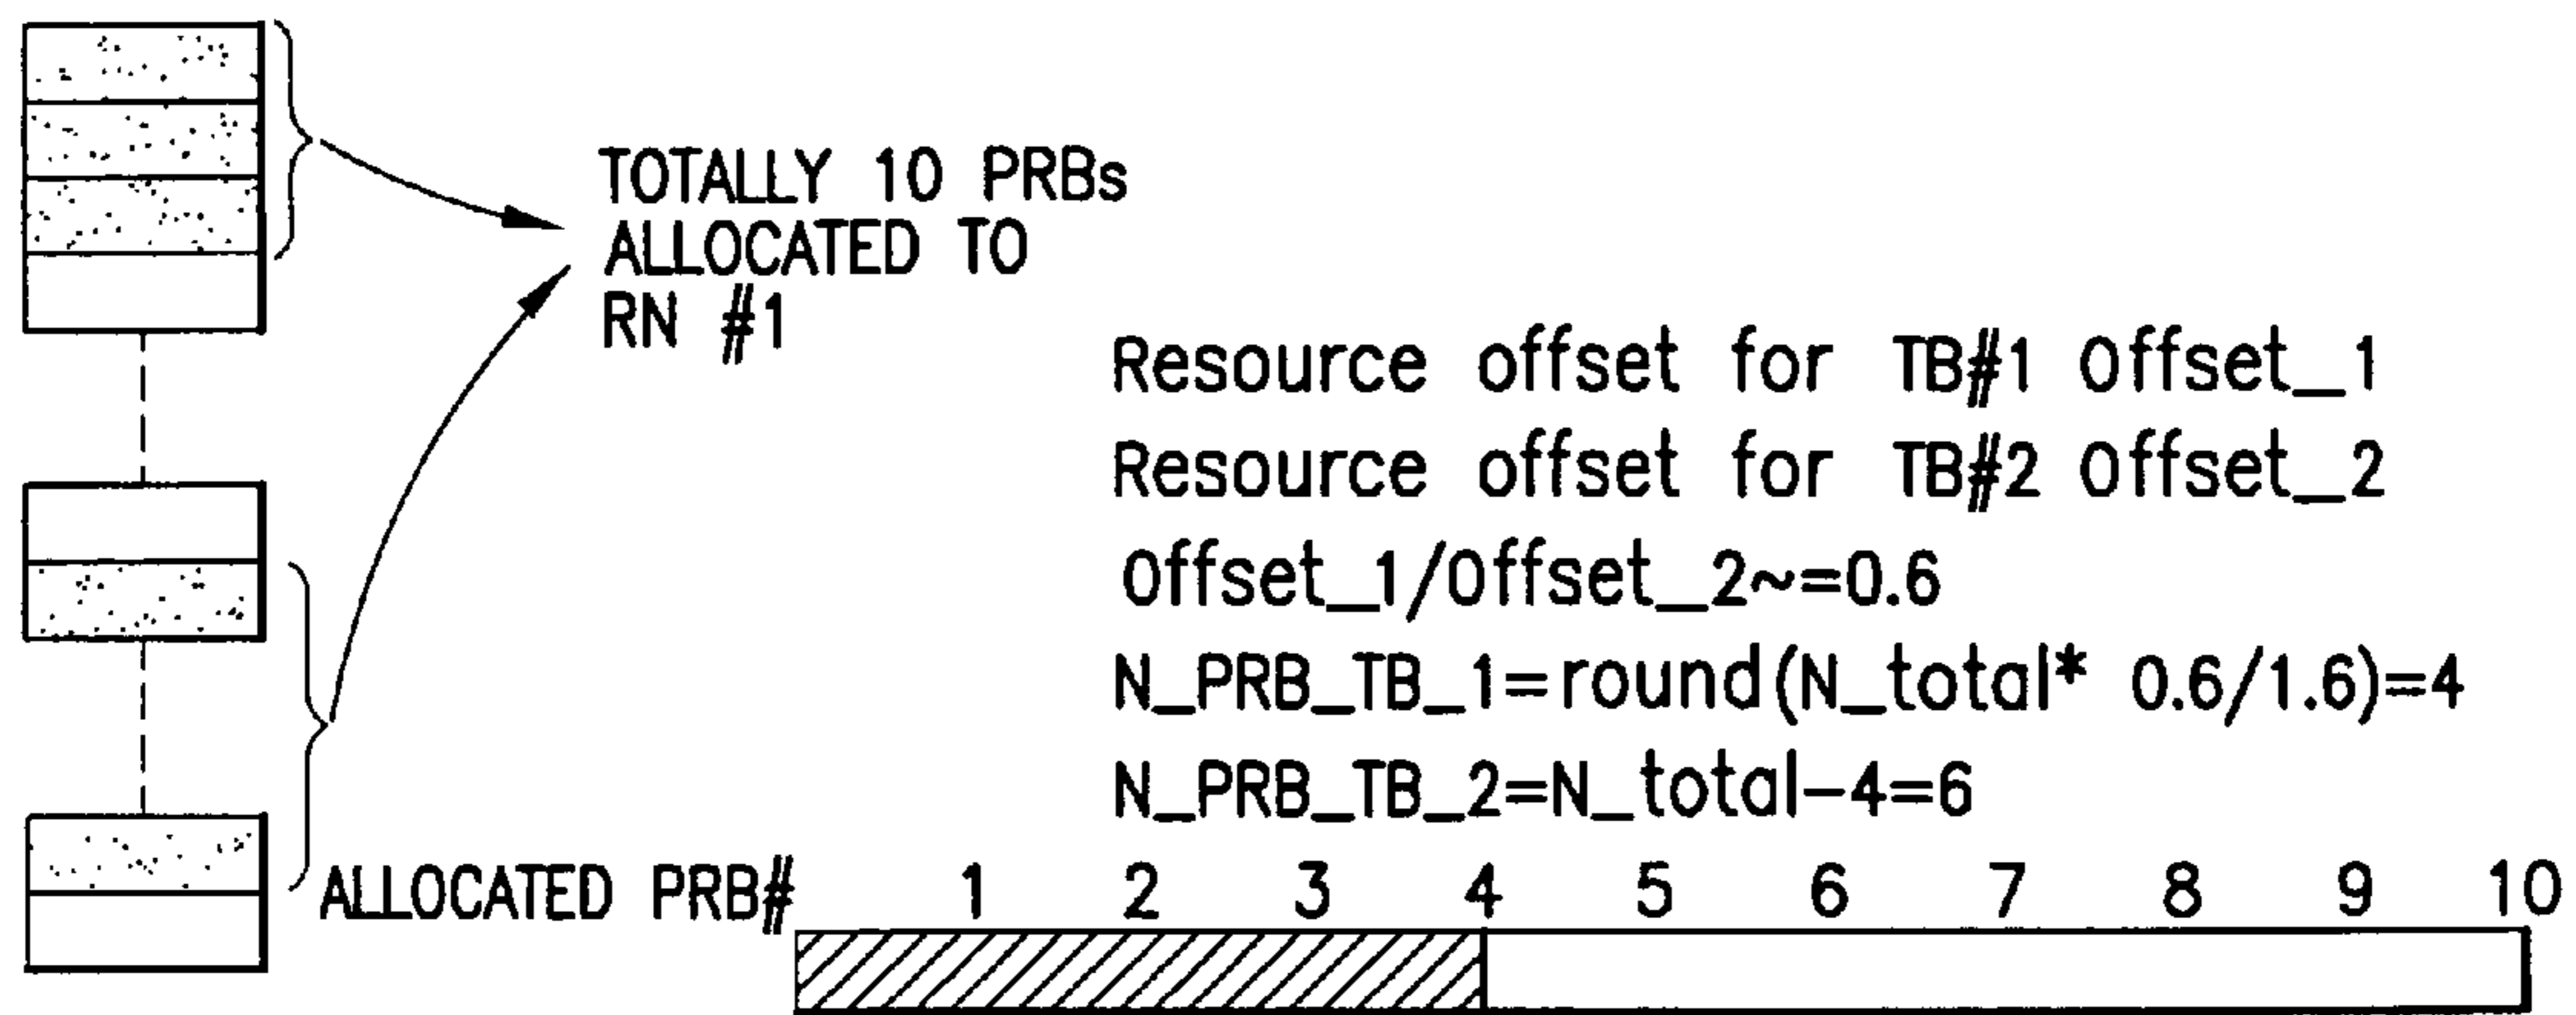 TOTALLY 10 PRBs
ALLOCATED TO
RN #1
Resource offset for TB#1 Offset_1
Resource offset for TB#2 Offset_2
Offset_1/Offset_2~=0.6
N_PRB_TB_1=round(N_total* 0.6/1.6)=4
N_PRB_TB_2=N_total-4=6
ALLOCATED PRB# 1 2 3 4 5 6 7 8 9 10